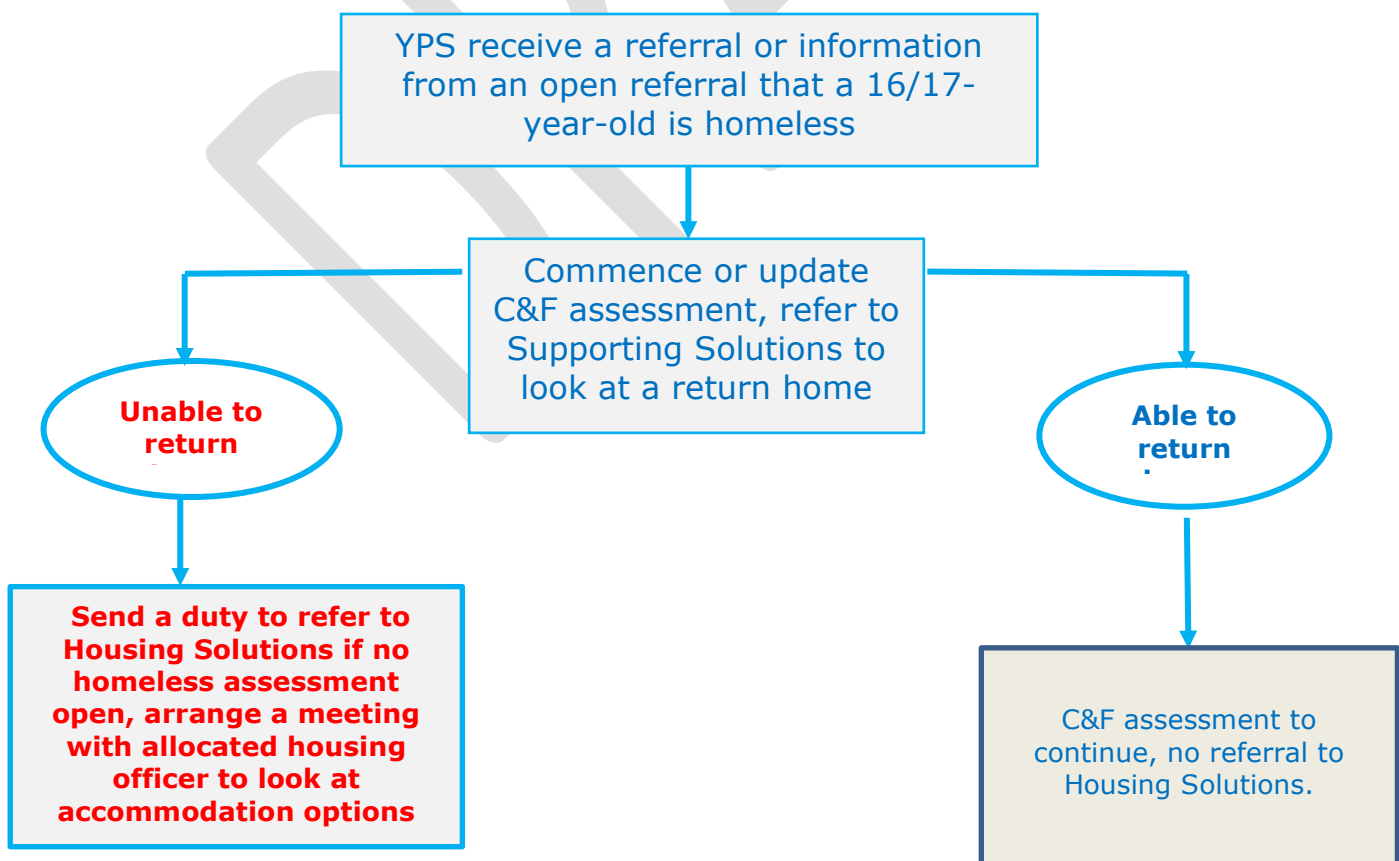 YPS receive a referral or information
from an open referral that a 16/17-
year-old is homeless
Commence or update
C&F assessment, refer to
Supporting Solutions to
look at a return home
Unable to
return
Able to
return
Send a duty to refer to
Housing Solutions if no
homeless assessment
open, arrange a meeting
with allocated housing
officer to look at
accommodation options
C&F assessment to
continue, no referral to
Housing Solutions.